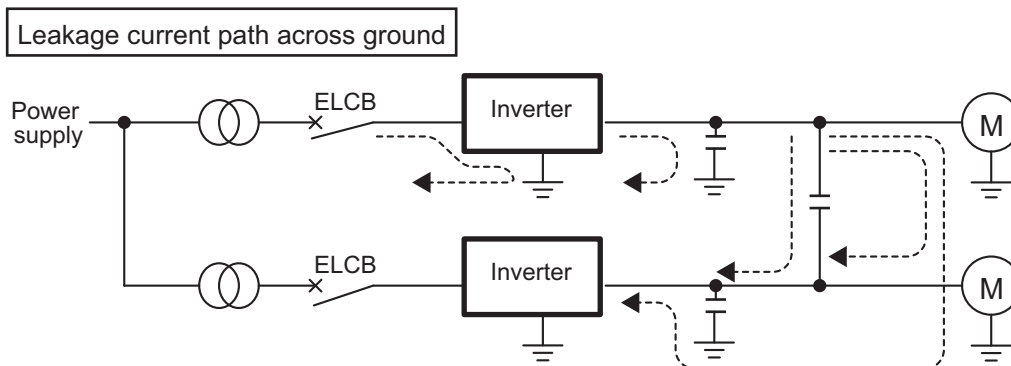 Leakage current path across ground
Power
supply
ELCB
Inverter
M
ELCB
Inverter
M